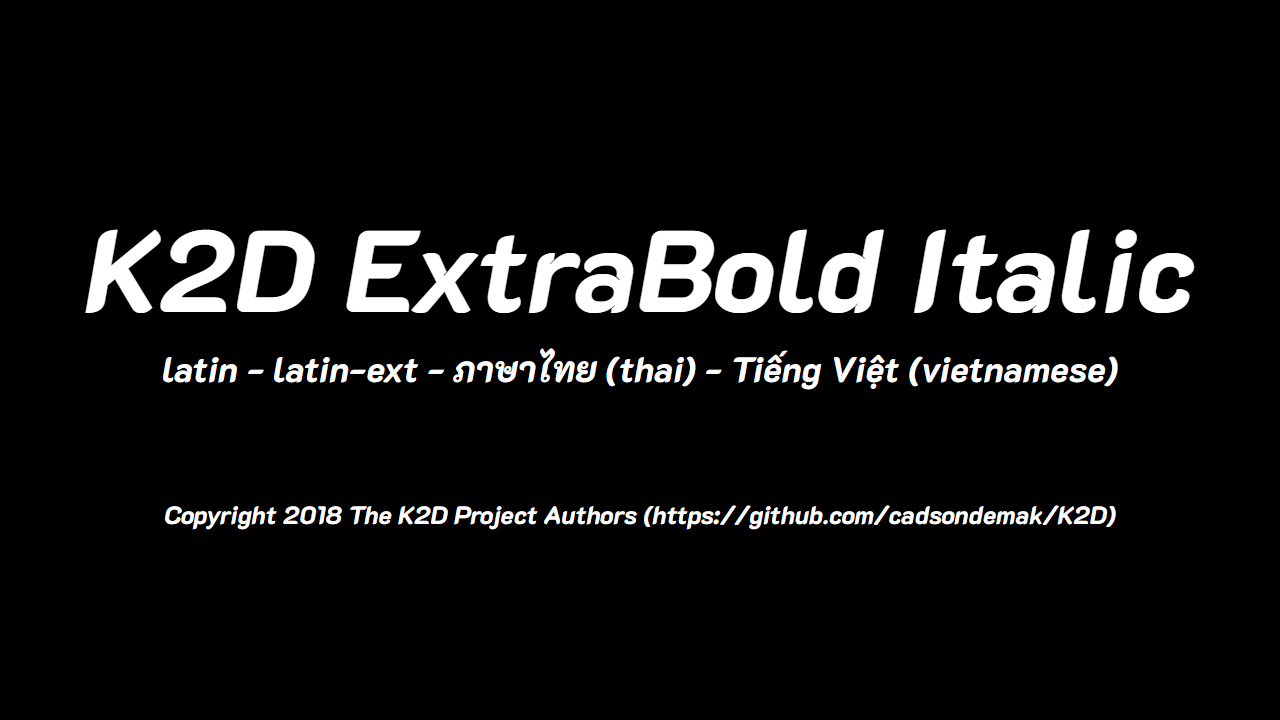 K2D ExtraBold Italic
latin - latin-ext - ภาษาไทย (thai) - Tiếng Việt (vietnamese)
Copyright 2018 The K2D Project Authors (https://github.com/cadsondemak/K2D)